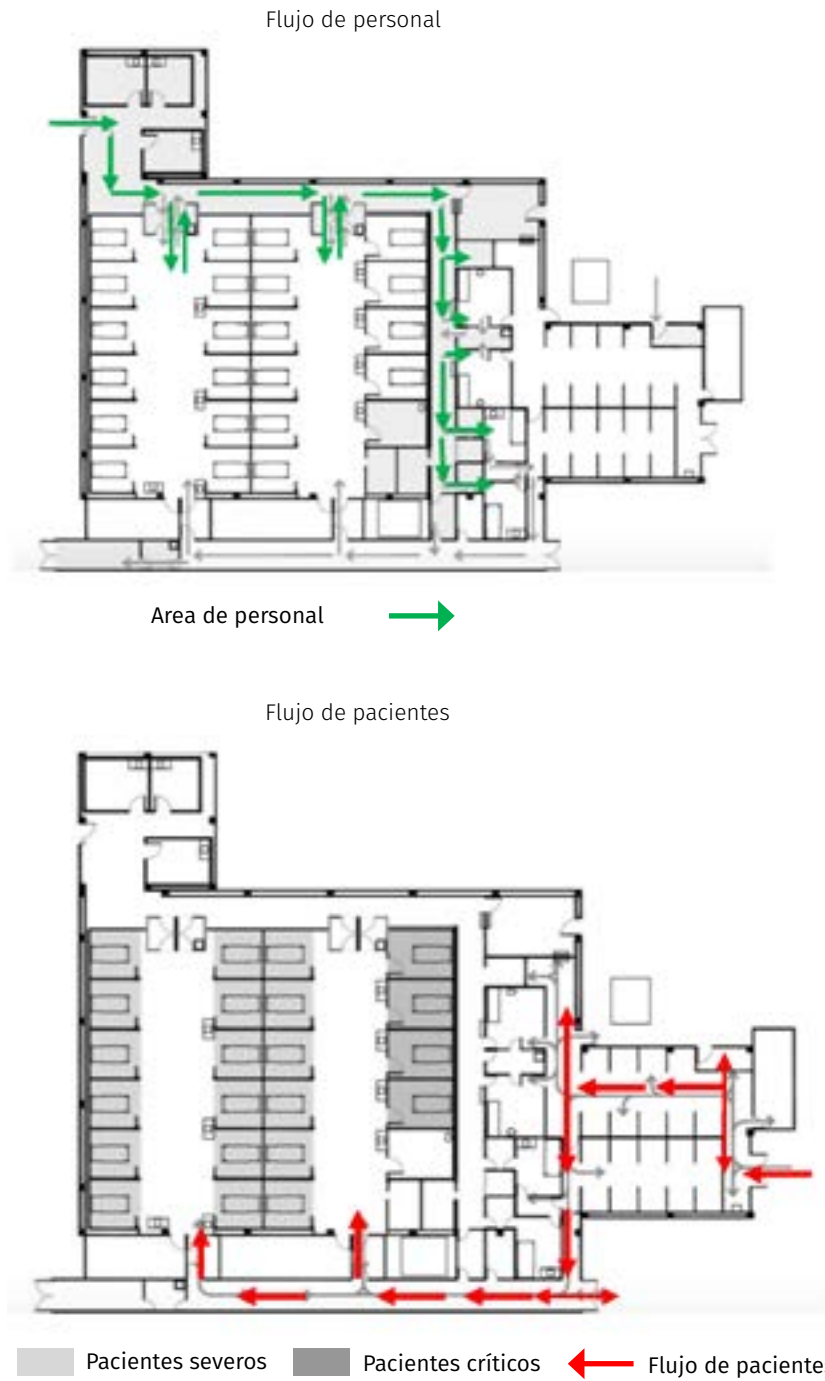 Flujo de personal
Area de personal
Flujo de pacientes
Pacientes severos
Pacientes críticos
Flujo de paciente